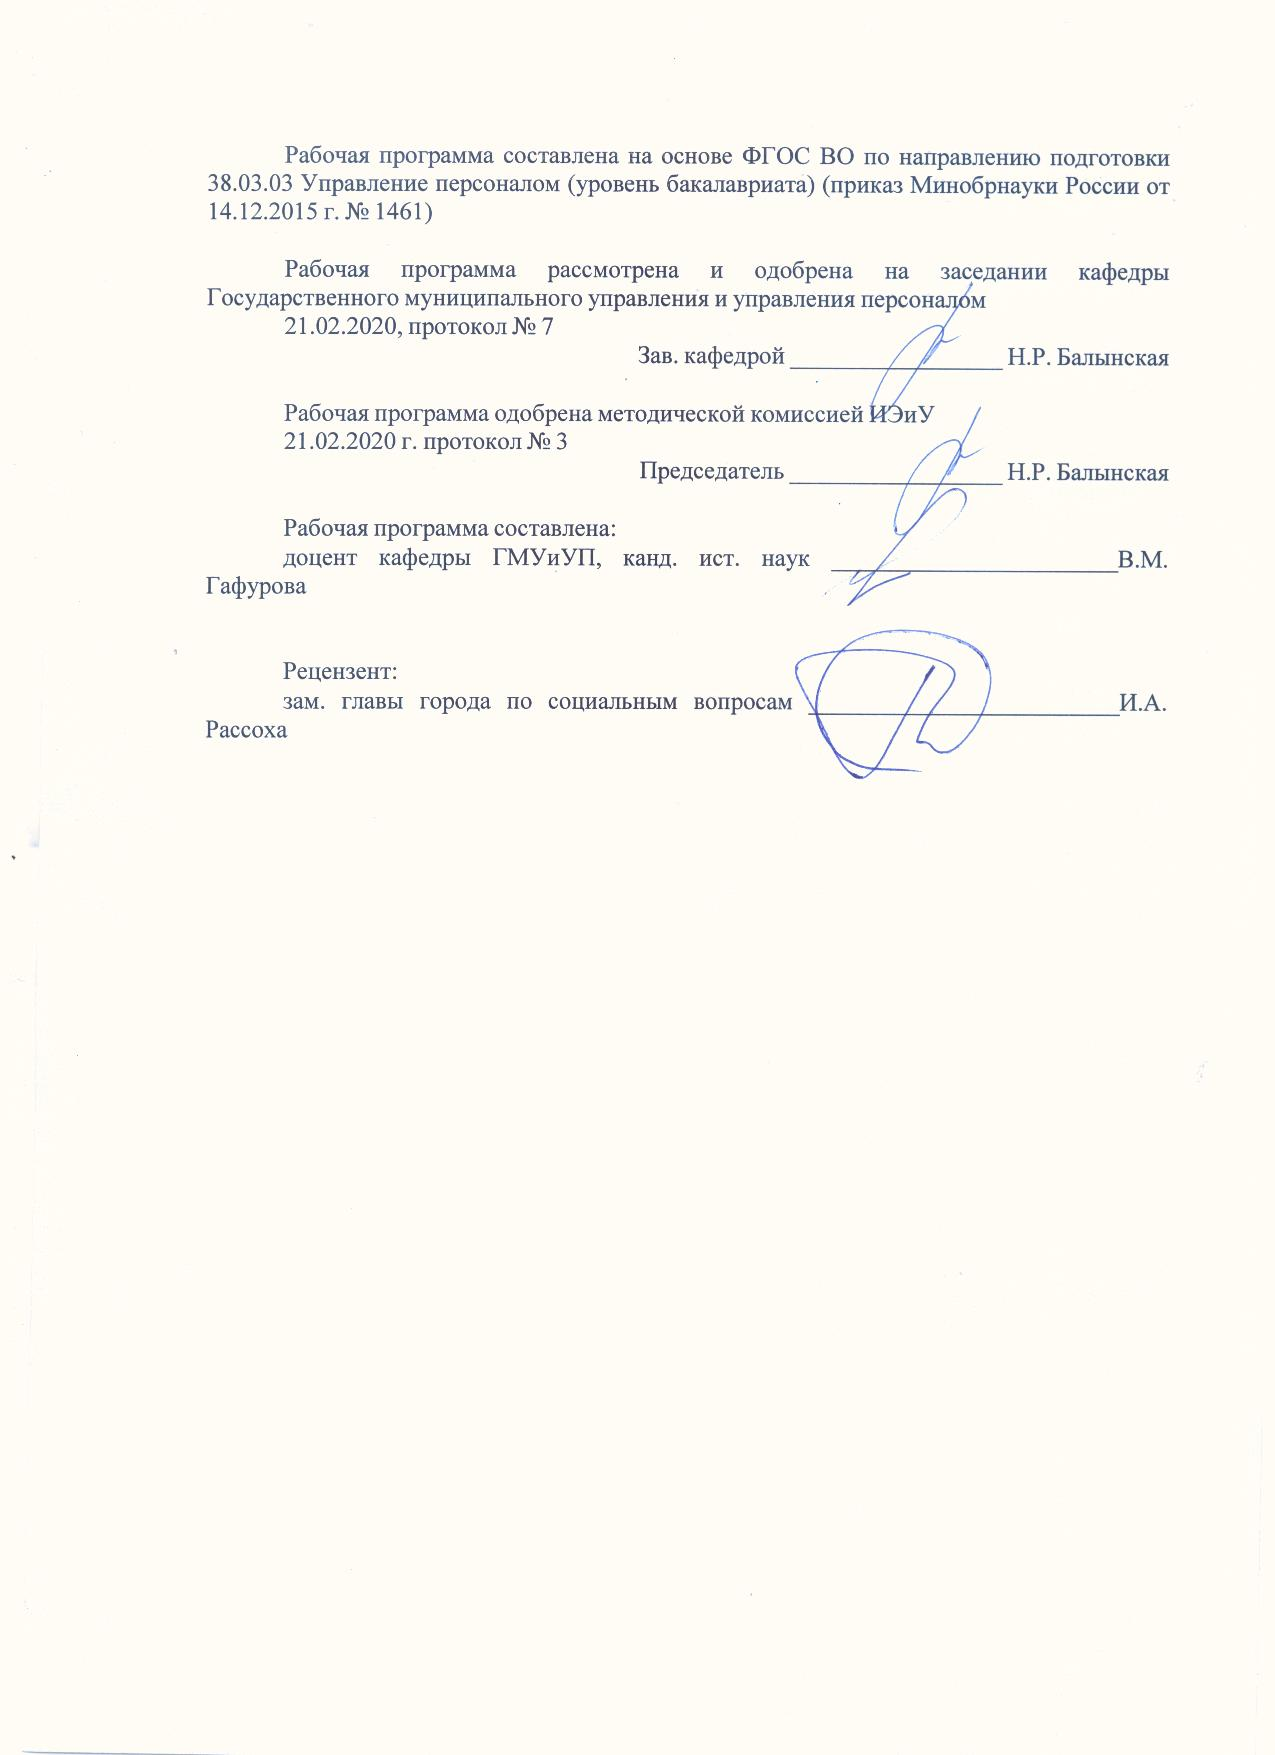 Рабочая программа составлена на основе ФГОС ВО по направлению подготовки
38.03.03 Управление персоналом (уровень бакалавриата) (приказ Минобрнауки России от
14.12.2015 г. № 1461)
Рабочая программа рассмотрена и одобрена на заседании кафедры
Государственного муниципального управления и управления персоналом
21.02.2020, протокол № 7
Зав. кафедрой _________________ Н.Р. Балынская
Рабочая программа одобрена методической комиссией ИЭиУ
21.02.2020 г. протокол № 3
Председатель _________________ Н.Р. Балынская
Рабочая программа составлена:
доцент кафедры ГМУиУП, канд. ист. наук _______________________В.М.
Гафурова
Рецензент:
зам. главы города по социальным вопросам _________________________И.А.
Рассоха